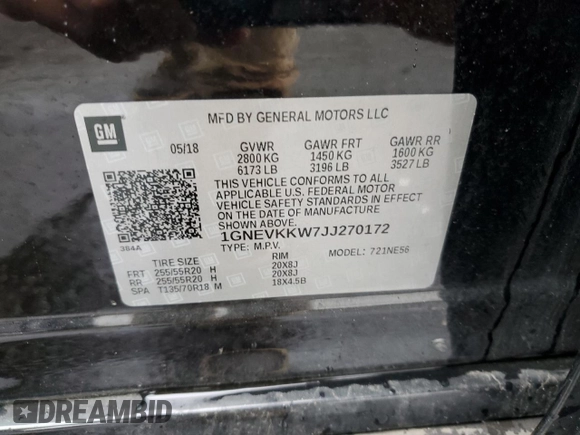 GM
MFD BY GENERAL MOTORS LLC
05/18 GVWR GAWR FRT GAWR RR
2800 KG 1450 KG 1600 KG
6173 LB 3196 LB 3527 LB
THIS VEHICLE CONFORMS TO ALL
APPLICABLE U.S. FEDERAL MOTOR
VEHICLE SAFETY STANDARDS IN EFFECT
ON THE DATE OF MANUFACTURE SHOWN ABOVE.
1GNEVKKW7JJ270172
384A TYPE: M.P.V. MODEL: 721NE56
TIRE SIZE RIM
FRT 255/55R20 H 20X8J
RR 255/55R20 H 20X8J
SPA T135/70R18 M 18X4.5B
DREAMBID